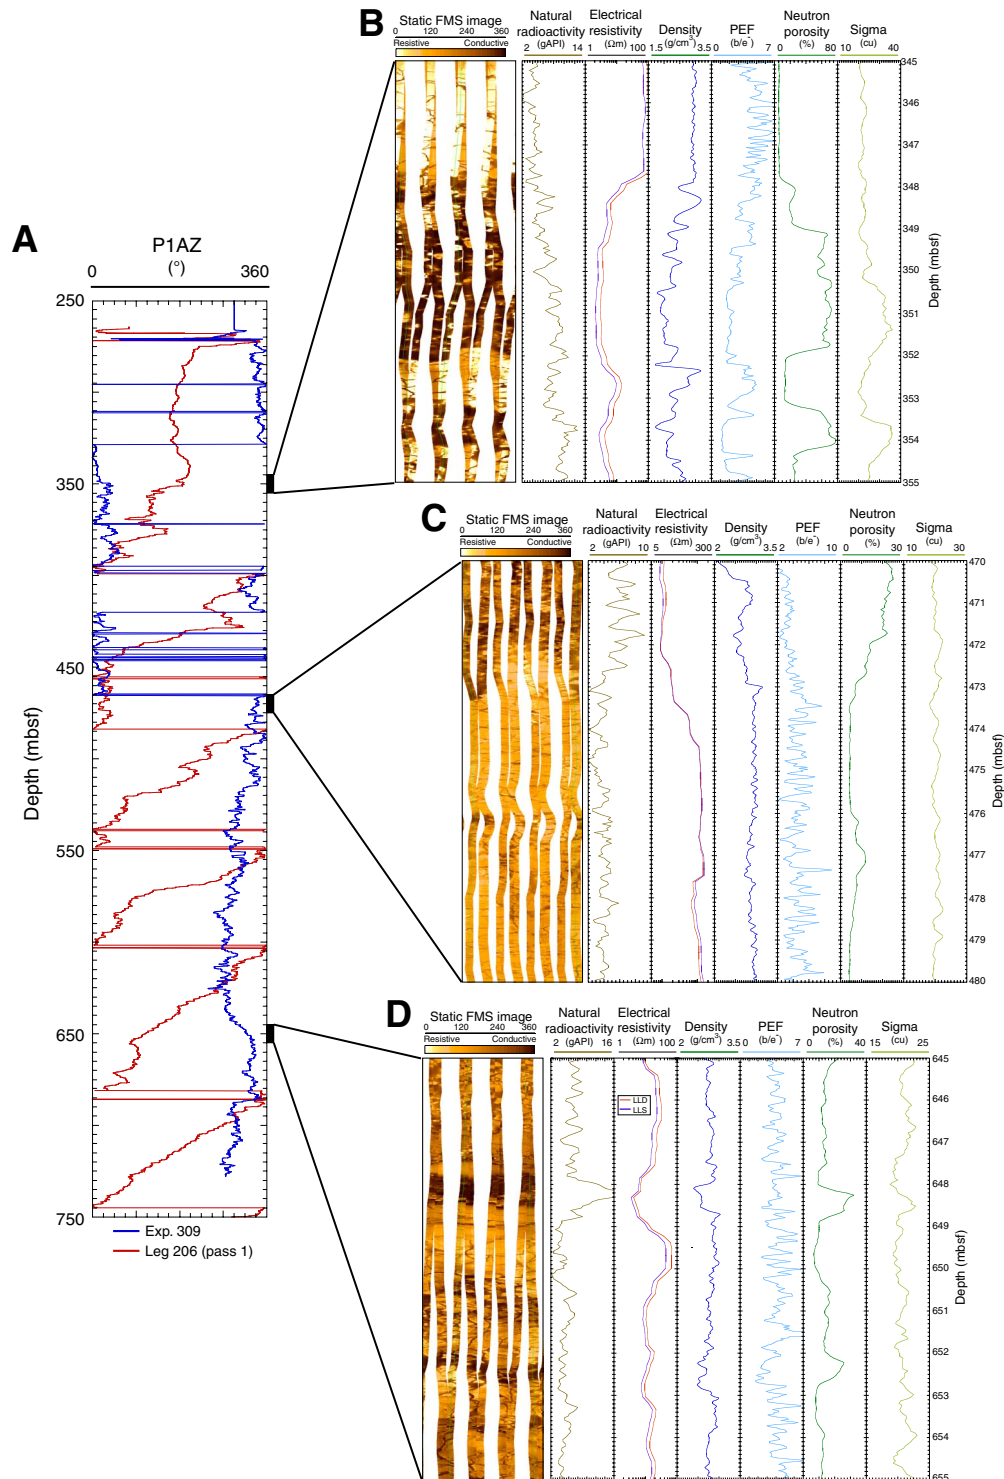 A
P1AZ
(°)
0 360
250
350
450
550
650
750
Depth (mbsf)
Exp. 309
Leg 206 (pass 1)
B
Static FMS image
0 120 240 360
Resistive Conductive
Natural radioactivity (gAPI)
2 14
Electrical resistivity (Ωm)
1 100
Density (g/cm3)
1.5 3.5
PEF (b/e-)
0 7
Neutron porosity (%)
0 80
Sigma (cu)
10 40
345
346
347
348
349
350
351
352
353
354
355
Depth (mbsf)
C
Static FMS image
0 120 240 360
Resistive Conductive
Natural radioactivity (gAPI)
2 10
Electrical resistivity (Ωm)
5 300
Density (g/cm3)
2 3.5
PEF (b/e-)
2 10
Neutron porosity (%)
0 30
Sigma (cu)
10 30
470
471
472
473
474
475
476
477
478
479
480
Depth (mbsf)
D
Static FMS image
0 120 240 360
Resistive Conductive
Natural radioactivity (gAPI)
2 16
Electrical resistivity (Ωm)
1 100
Density (g/cm3)
2 3.5
PEF (b/e-)
0 7
Neutron porosity (%)
0 40
Sigma (cu)
15 25
LLD
LLS
645
646
647
648
649
650
651
652
653
654
655
Depth (mbsf)